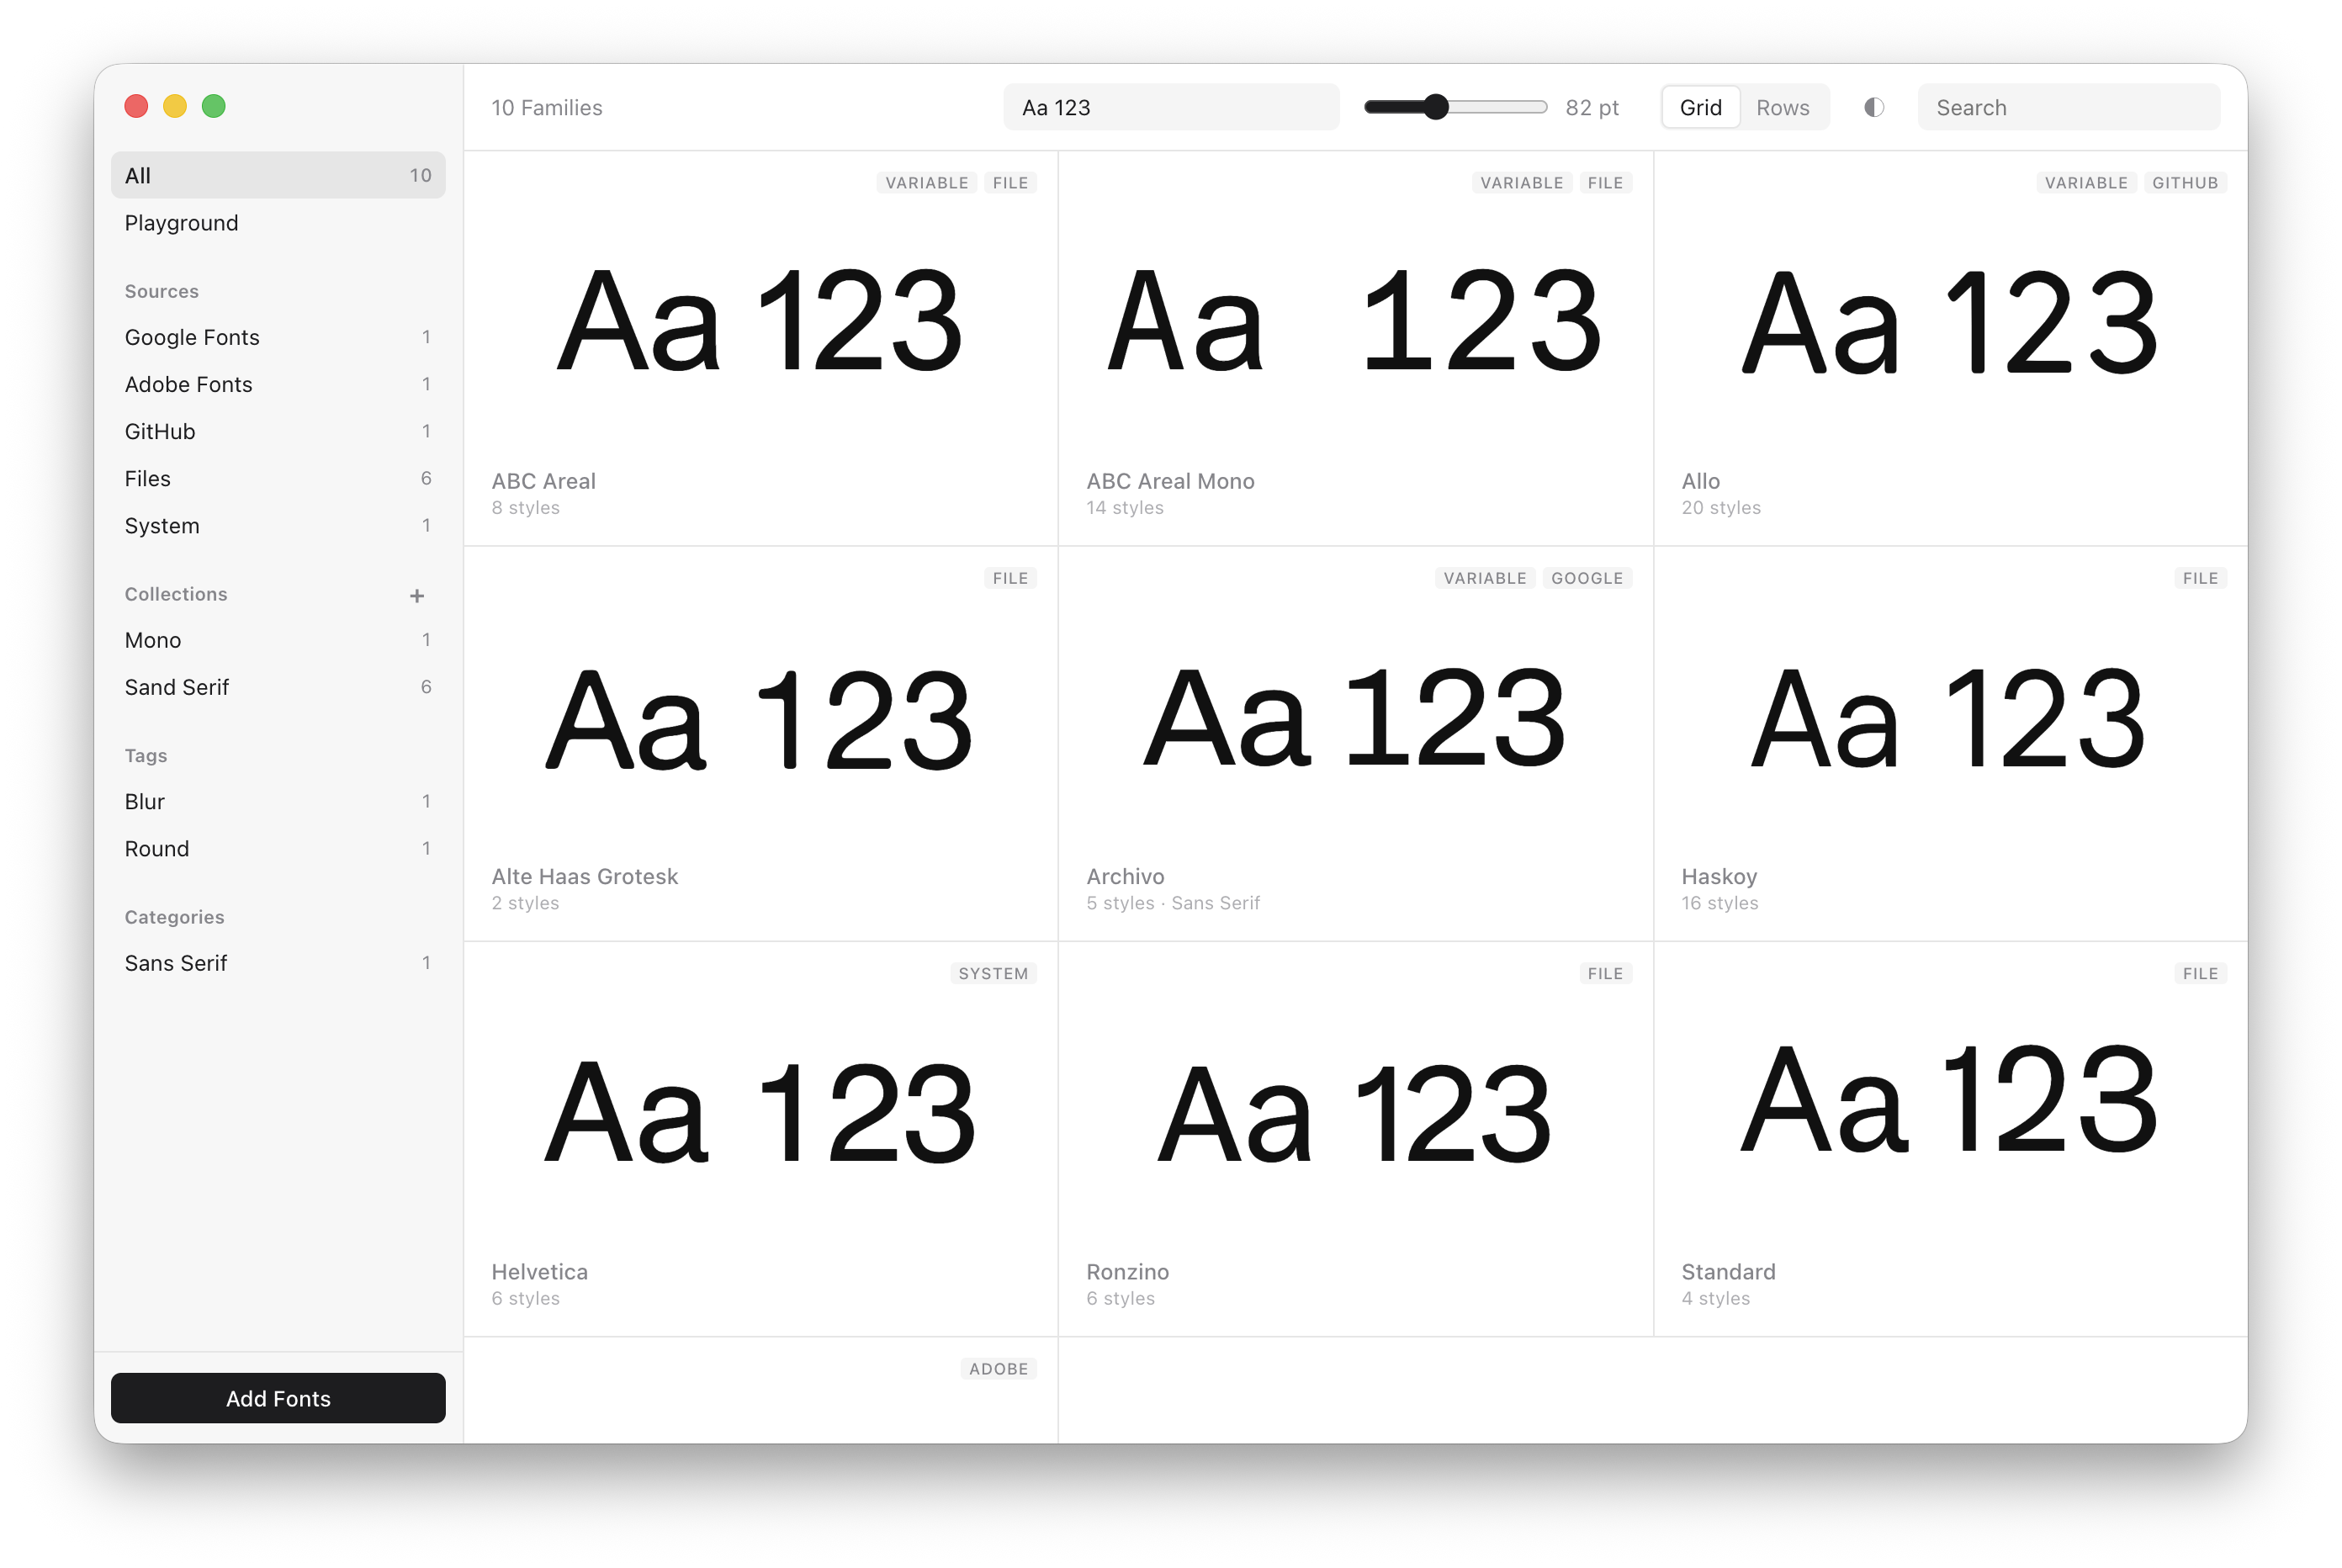 All 10
Playground
Sources
Google Fonts 1
Adobe Fonts 1
GitHub 1
Files 6
System 1
Collections +
Mono 1
Sand Serif 6
Tags
Blur 1
Round 1
Categories
Sans Serif 1
Add Fonts
10 Families Aa 123 82 pt Grid Rows Search
VARIABLE FILE
Aa 123
ABC Areal
8 styles
VARIABLE FILE
Aa 123
ABC Areal Mono
14 styles
VARIABLE GITHUB
Aa 123
Allo
20 styles
FILE
Aa 123
Alte Haas Grotesk
2 styles
VARIABLE GOOGLE
Aa 123
Archivo
5 styles · Sans Serif
FILE
Aa 123
Haskoy
16 styles
SYSTEM
Aa 123
Helvetica
6 styles
FILE
Aa 123
Ronzino
6 styles
FILE
Aa 123
Standard
4 styles
ADOBE